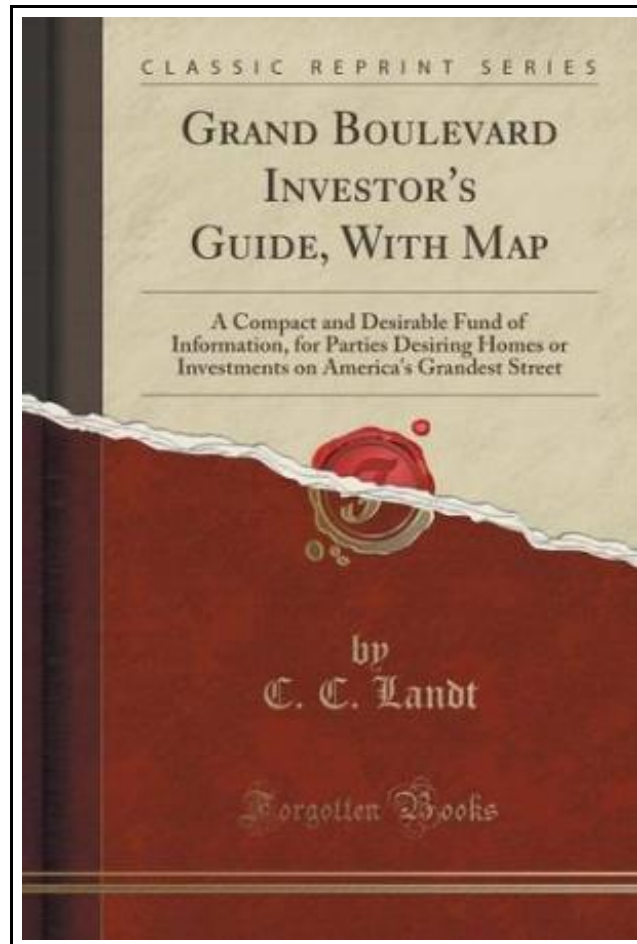 CLASSIC REPRINT SERIES
GRAND BOULEVARD
INVESTOR'S
GUIDE, WITH MAP
A Compact and Desirable Fund of
Information, for Parties Desiring Homes or
Investments on America's Grandest Street
F
by
C. C. Landt
Forgotten Books